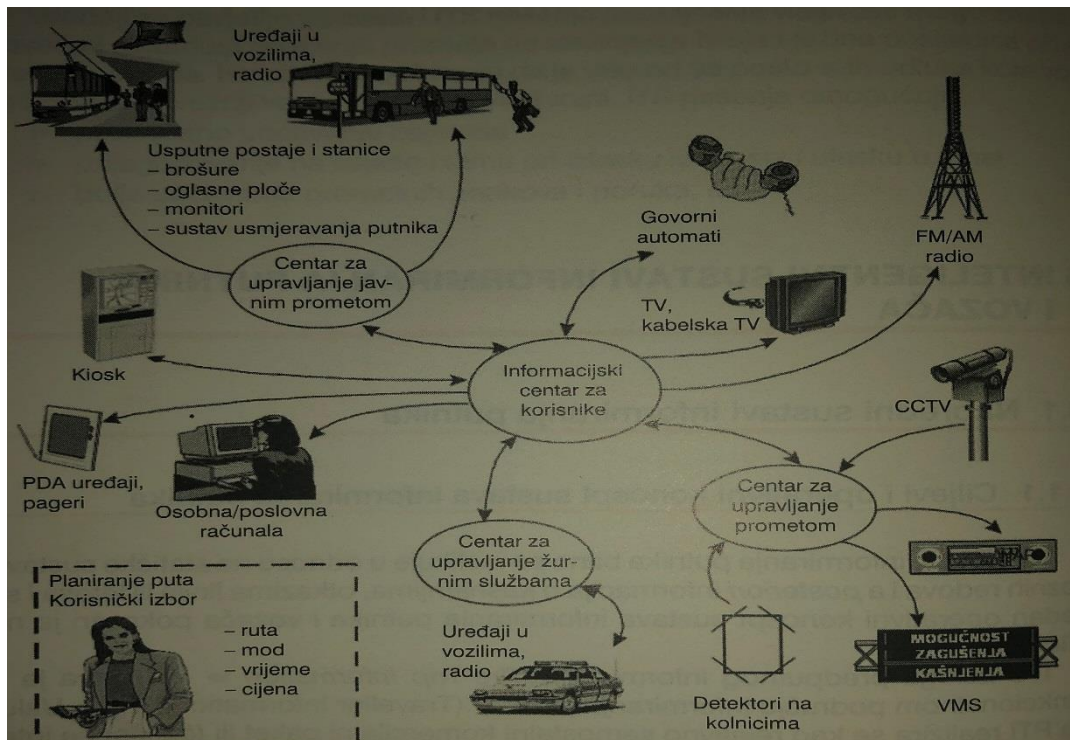 Uređaji u
vozilima,
radio
Usputne postaje i stanice
– brošure
– oglasne ploče
– monitori
– sustav usmjeravanja putnika
Centar za
upravljanje jav-
nim prometom
Govorni
automati
FM/AM
radio
TV,
kabelska TV
Kiosk
Informacijski
centar za
korisnike
CCTV
PDA uređaji,
pageri
Osobna/poslovna
računala
Centar za
upravljanje
prometom
Centar za
upravljanje žur-
nim službama
Planiranje puta
Korisnički izbor
– ruta
– mod
– vrijeme
– cijena
Uređaji u
vozilima,
radio
Detektori na
kolnicima
MOGUĆNOST
ZAGUŠENJA
KAŠNJENJA
VMS